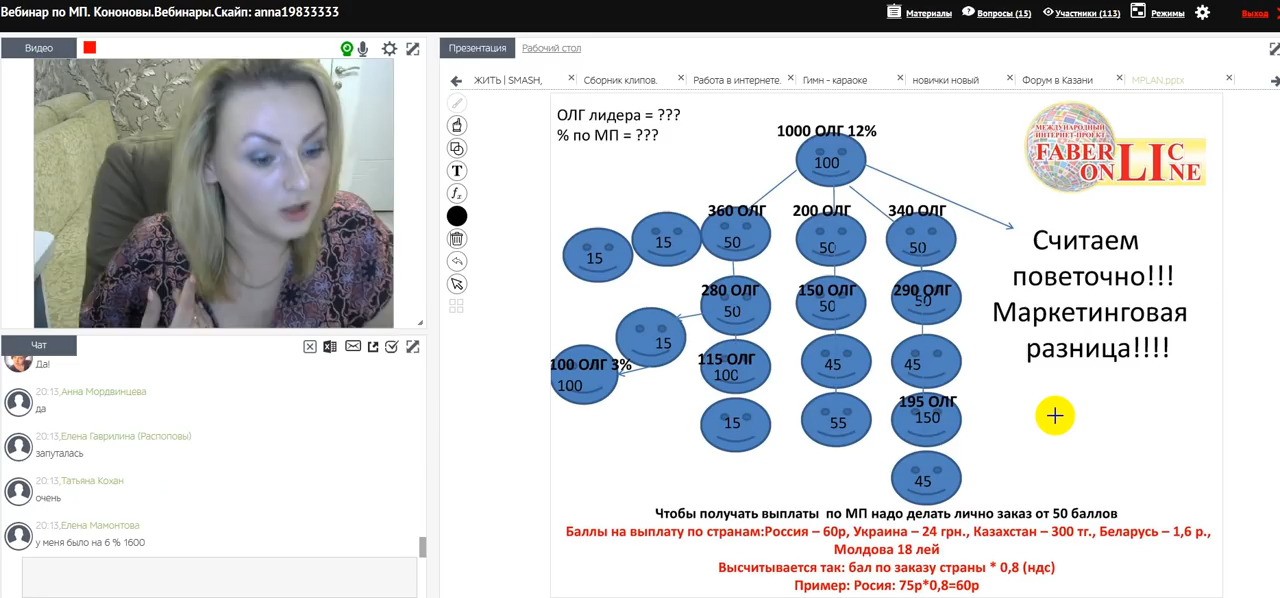 Вебинар по МП. Кононовы.Вебинары.Скайп: anna19833333
Материалы
Вопросы (15)
Участники (113)
Режимы
Выход
Видео
Чат
Да!
20:13,Анна Мордвинцева
да
20:13,Елена Гаврилина (Распоповы)
запуталась
20:13,Татьяна Кохан
очень
20:13,Елена Мамонтова
у меня было на 6 % 1600
Презентация
Рабочий стол
ЖИТЬ | SMASH,
Сборник клипов.
Работа в интернете.
Гимн - караоке
новички новый
Форум в Казани
MPLAN.pptx
ОЛГ лидера = ???
% по МП = ???
1000 ОЛГ 12%
100
МЕЖДУНАРОДНЫЙ
ИНТЕРНЕТ-ПРОЕКТ
FABERLIC
ONLINE
360 ОЛГ
200 ОЛГ
340 ОЛГ
15
15
50
50
50
280 ОЛГ
150 ОЛГ
290 ОЛГ
50
50
50
15
100 ОЛГ 3%
100
115 ОЛГ
100
45
45
195 ОЛГ
15
55
150
45
Считаем
поветочно!!!
Маркетинговая
разница!!!!
Чтобы получать выплаты по МП надо делать лично заказ от 50 баллов
Баллы на выплату по странам:Россия – 60р, Украина – 24 грн., Казахстан – 300 тг., Беларусь – 1,6 р.,
Молдова 18 лей
Высчитывается так: бал по заказу страны * 0,8 (ндс)
Пример: Росия: 75р*0,8=60р